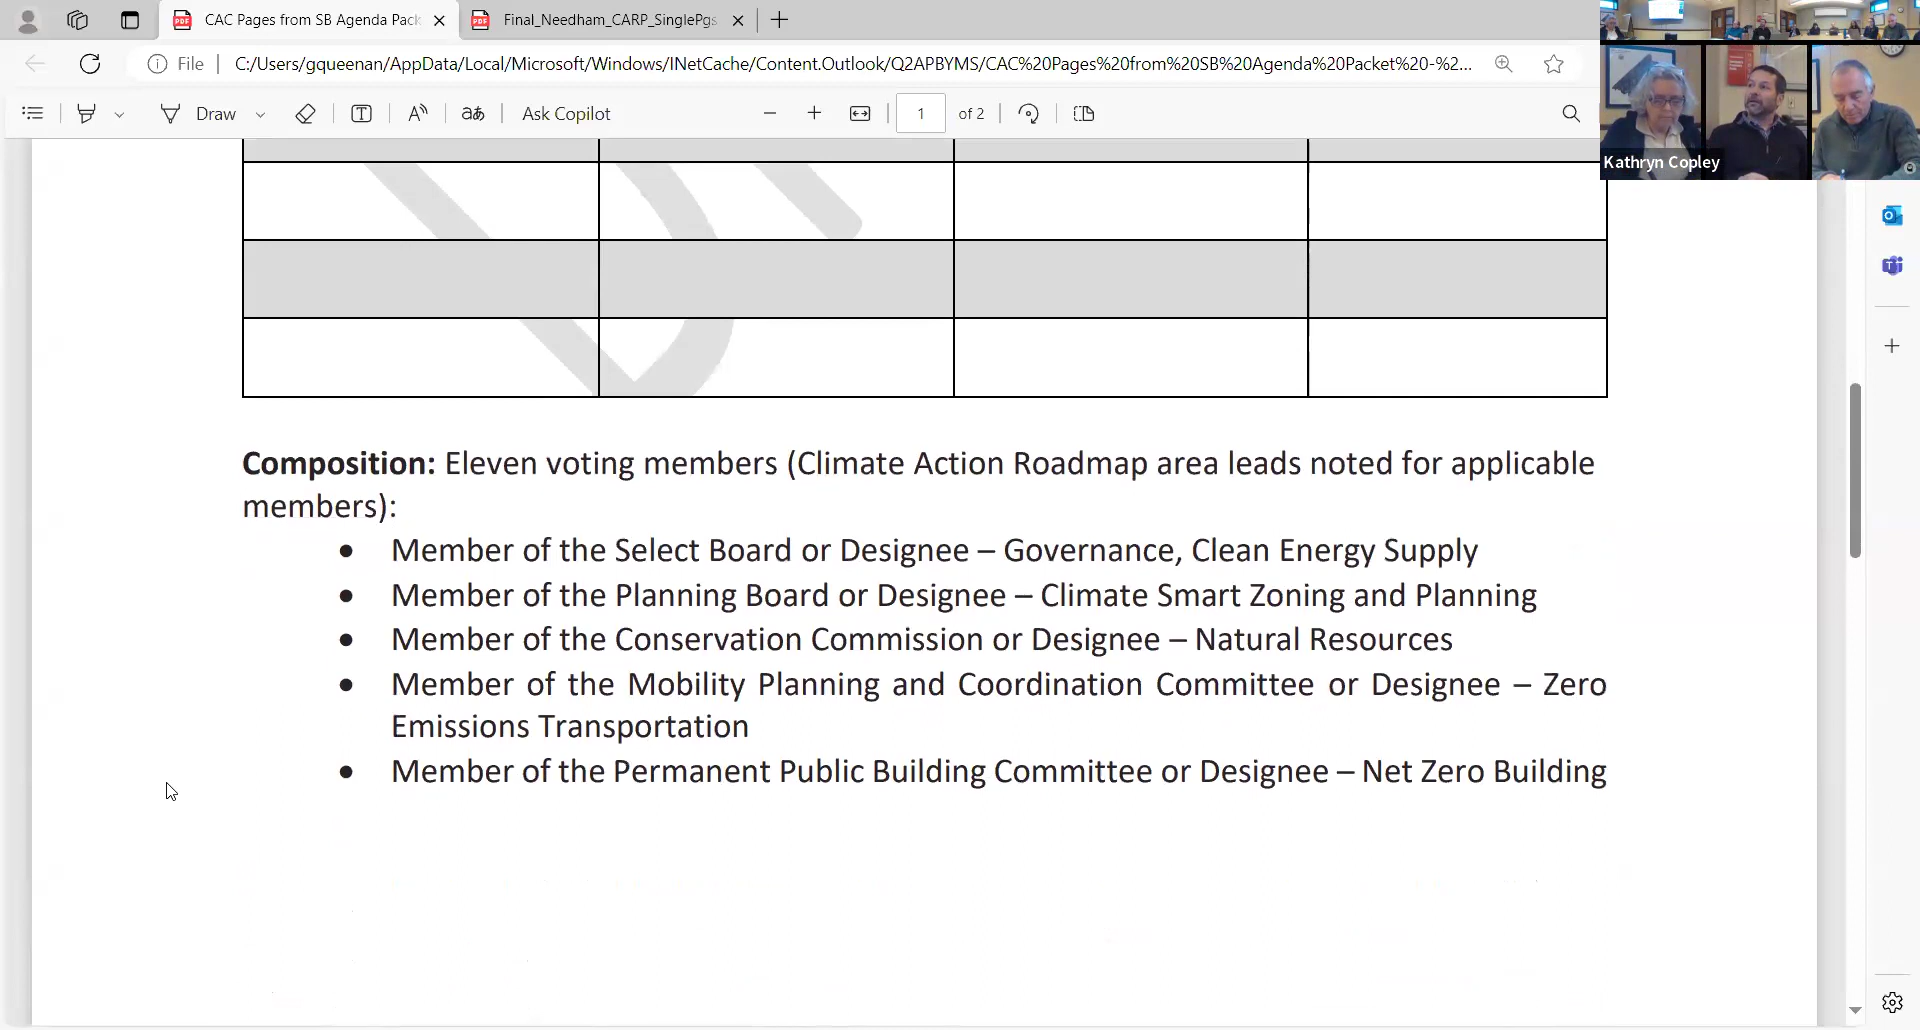 CAC Pages from SB Agenda Pack
Final_Needham_CARP_SinglePgs
File
C:/Users/gqueenan/AppData/Local/Microsoft/Windows/INetCache/Content.Outlook/Q2APBYMS/CAC%20Pages%20from%20SB%20Agenda%20Packet%20-%2...
Draw
Ask Copilot
1 of 2
Kathryn Copley
Composition: Eleven voting members (Climate Action Roadmap area leads noted for applicable
members):
• Member of the Select Board or Designee – Governance, Clean Energy Supply
• Member of the Planning Board or Designee – Climate Smart Zoning and Planning
• Member of the Conservation Commission or Designee – Natural Resources
• Member of the Mobility Planning and Coordination Committee or Designee – Zero
Emissions Transportation
• Member of the Permanent Public Building Committee or Designee – Net Zero Building